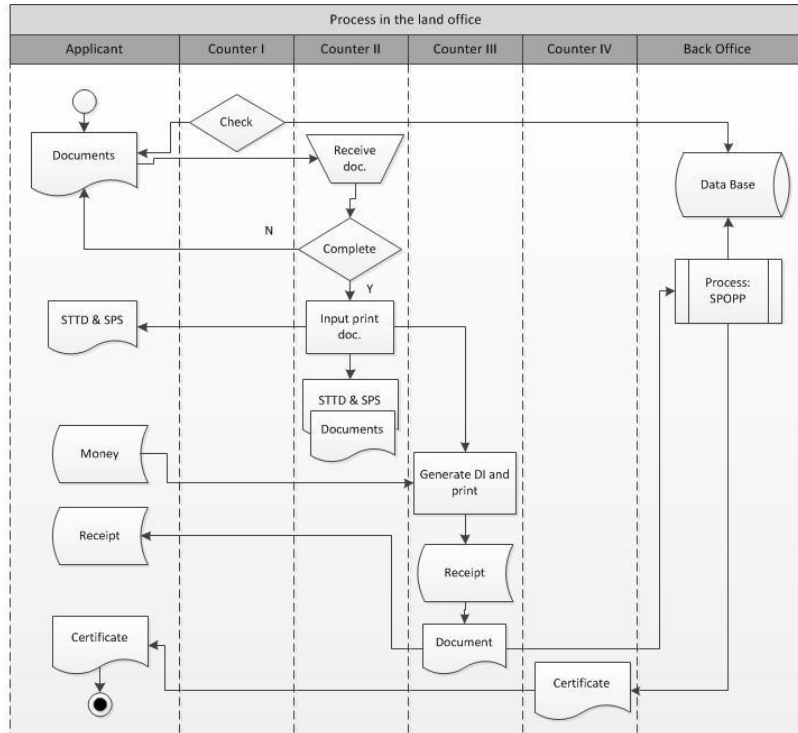 Process in the land office
Applicant
Counter I
Counter II
Counter III
Counter IV
Back Office
Check
Documents
Receive
doc.
Data Base
N
Complete
Y
Process:
SPOPP
STTD & SPS
Input print
doc.
STTD & SPS
Documents
Money
Generate DI and
print
Receipt
Receipt
Certificate
Document
Certificate